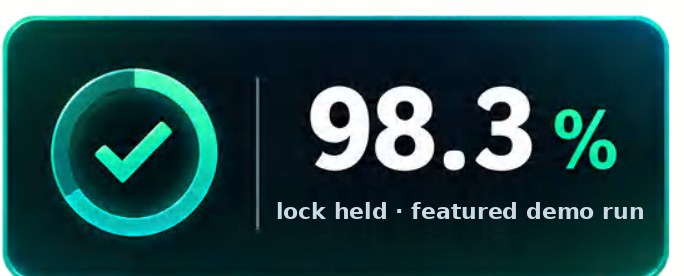 98.3 %
lock held · featured demo run